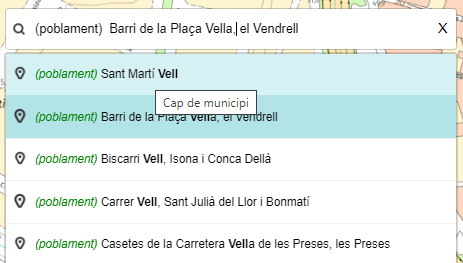 (poblament) Barri de la Plaça Vella, el Vendrell X
(poblament) Sant Martí Vell
Cap de municipi
(poblament) Barri de la Plaça Vella, el Vendrell
(poblament) Biscarri Vell, Isona i Conca Dellà
(poblament) Carrer Vell, Sant Julià del Llor i Bonmatí
(poblament) Casetes de la Carretera Vella de les Preses, les Preses